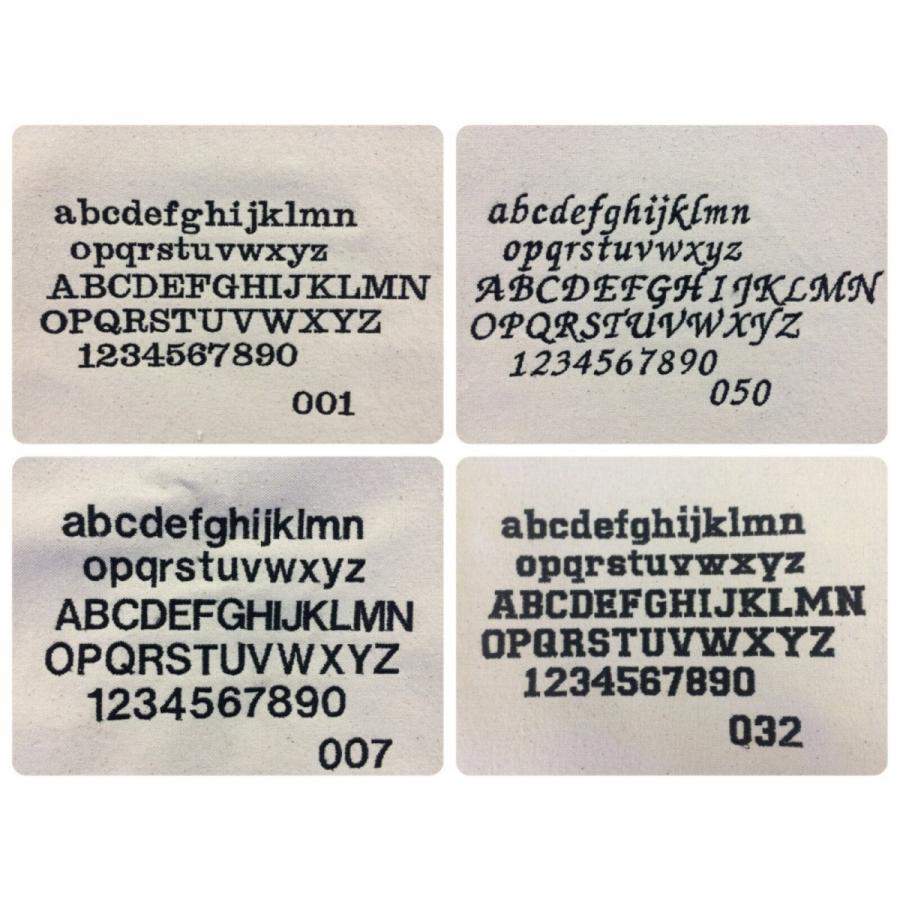 abcdefghijklmn
opqrstuvwxyz
ABCDEFGHIJKLMN
OPQRSTUVWXYZ
1234567890
001
abcdefghijklmn
opqrstuvwxyz
ABCDEFGHIJKLMN
OPQRSTUVWXYZ
1234567890
050
abcdefghijklmn
opqrstuvwxyz
ABCDEFGHIJKLMN
OPQRSTUVWXYZ
1234567890
007
abcdefghijklmn
opqrstuvwxyz
ABCDEFGHIJKLMN
OPQRSTUVWXYZ
1234567890
032